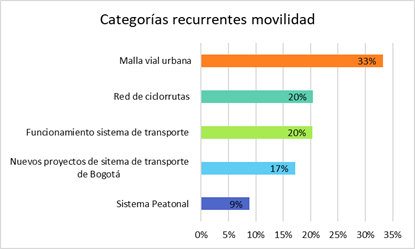 Categorías recurrentes movilidad
Malla vial urbana
33%
Red de ciclorrutas
20%
Funcionamiento sistema de transporte
20%
Nuevos proyectos de sitema de transporte
de Bogotá
17%
Sistema Peatonal
9%
0% 5% 10% 15% 20% 25% 30% 35%